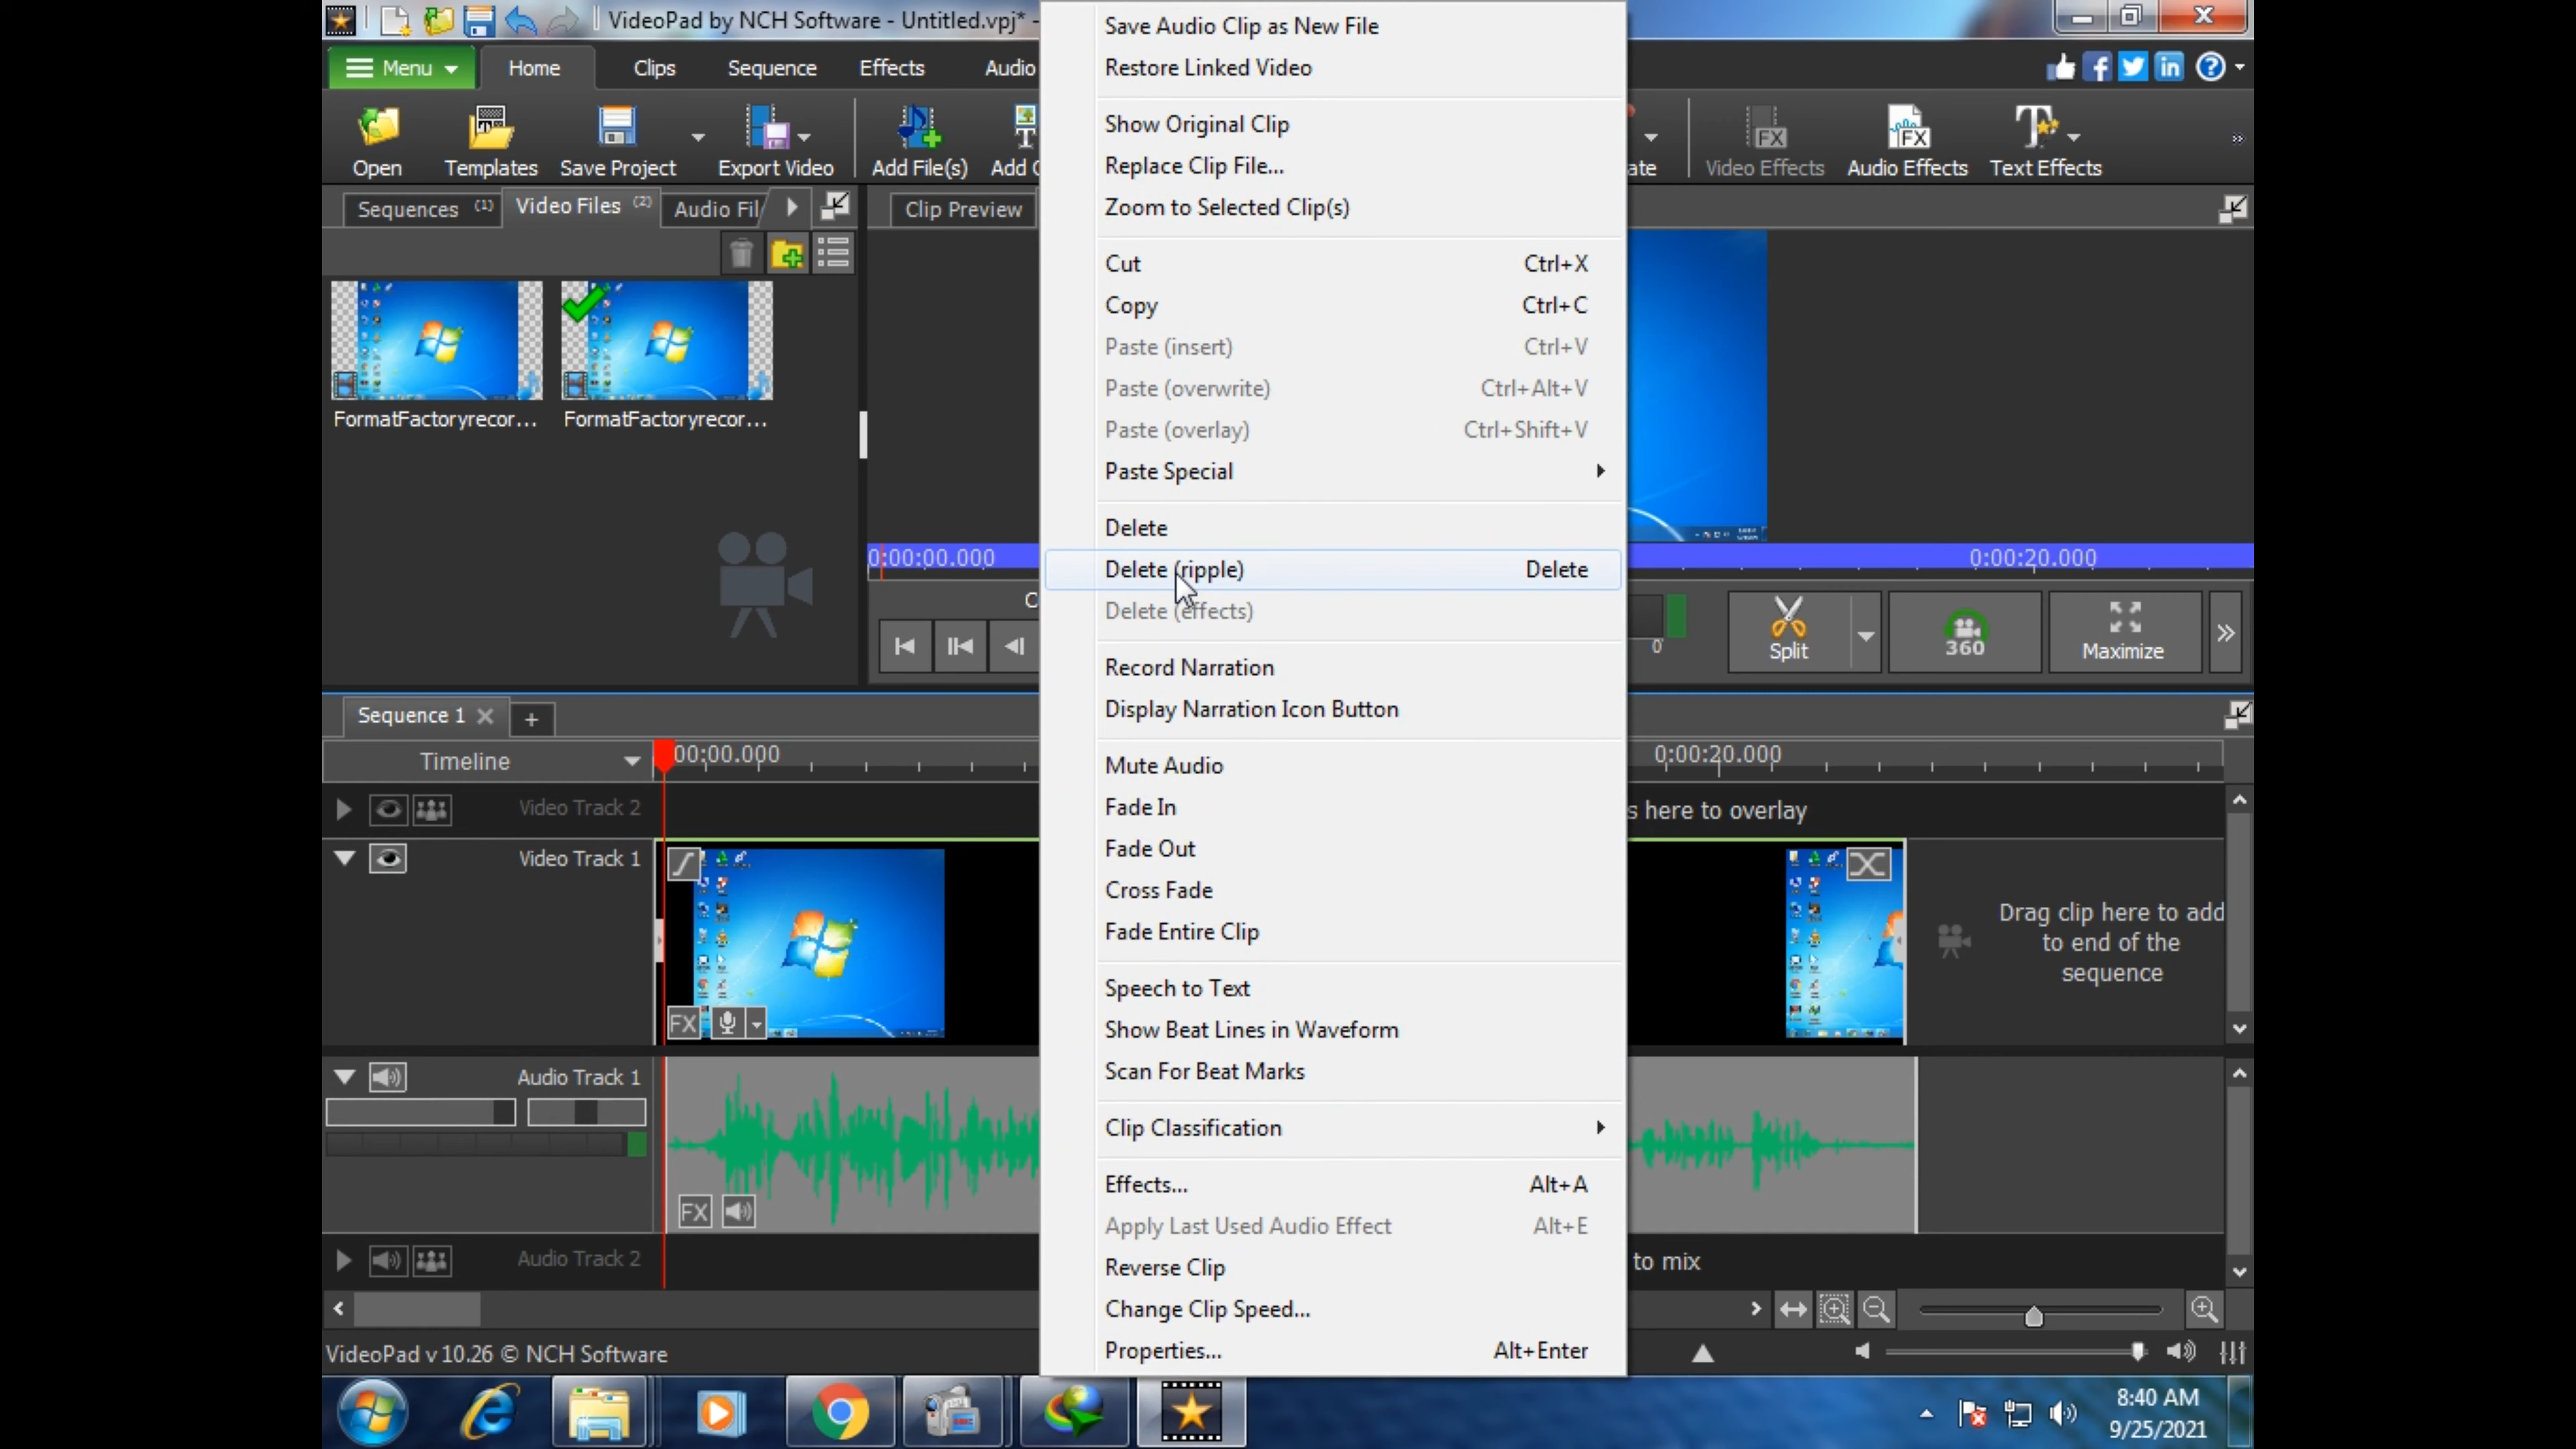 VideoPad by NCH Software - Untitled.vpj* -
Menu
Home
Clips
Sequence
Effects
Audio
Open
Templates
Save Project
Export Video
Add File(s)
Add
ate
FX
Video Effects
FX
Audio Effects
Text Effects
Sequences (1)
Video Files (2)
Audio Fil
Clip Preview
FormatFactoryrecor...
FormatFactoryrecor...
0:00:00.000
0:00:20.000
0
Split
360
Maximize
Save Audio Clip as New File
Restore Linked Video
Show Original Clip
Replace Clip File...
Zoom to Selected Clip(s)
Cut Ctrl+X
Copy Ctrl+C
Paste (insert) Ctrl+V
Paste (overwrite) Ctrl+Alt+V
Paste (overlay) Ctrl+Shift+V
Paste Special
Delete
Delete (ripple) Delete
Delete (effects)
Record Narration
Display Narration Icon Button
Mute Audio
Fade In
Fade Out
Cross Fade
Fade Entire Clip
Speech to Text
Show Beat Lines in Waveform
Scan For Beat Marks
Clip Classification
Effects... Alt+A
Apply Last Used Audio Effect Alt+E
Reverse Clip
Change Clip Speed...
Properties... Alt+Enter
Sequence 1
Timeline
00:00.000
0:00:20.000
Video Track 2
s here to overlay
Video Track 1
FX
Drag clip here to add
to end of the
sequence
Audio Track 1
FX
Audio Track 2
to mix
VideoPad v 10.26 © NCH Software
8:40 AM
9/25/2021